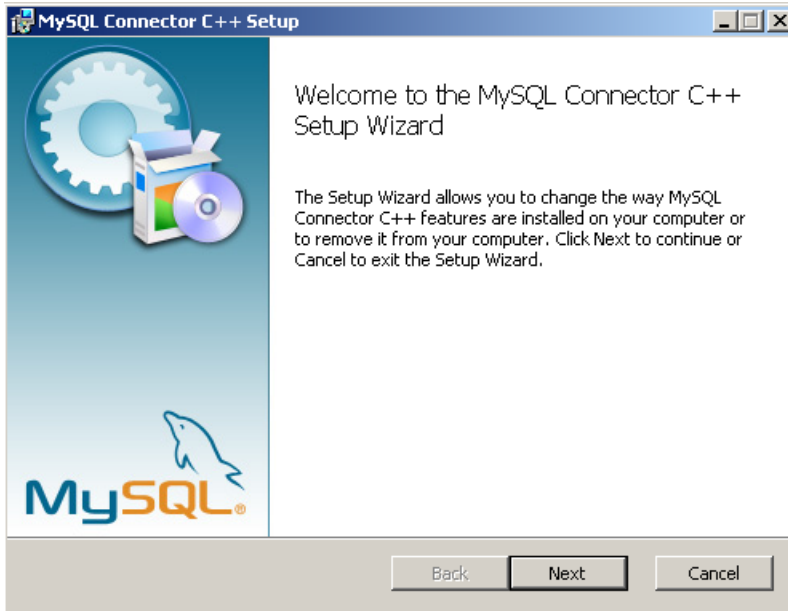 MySQL Connector C++ Setup
Welcome to the MySQL Connector C++
Setup Wizard
The Setup Wizard allows you to change the way MySQL
Connector C++ features are installed on your computer or
to remove it from your computer. Click Next to continue or
Cancel to exit the Setup Wizard.
MySQL®
Back Next Cancel